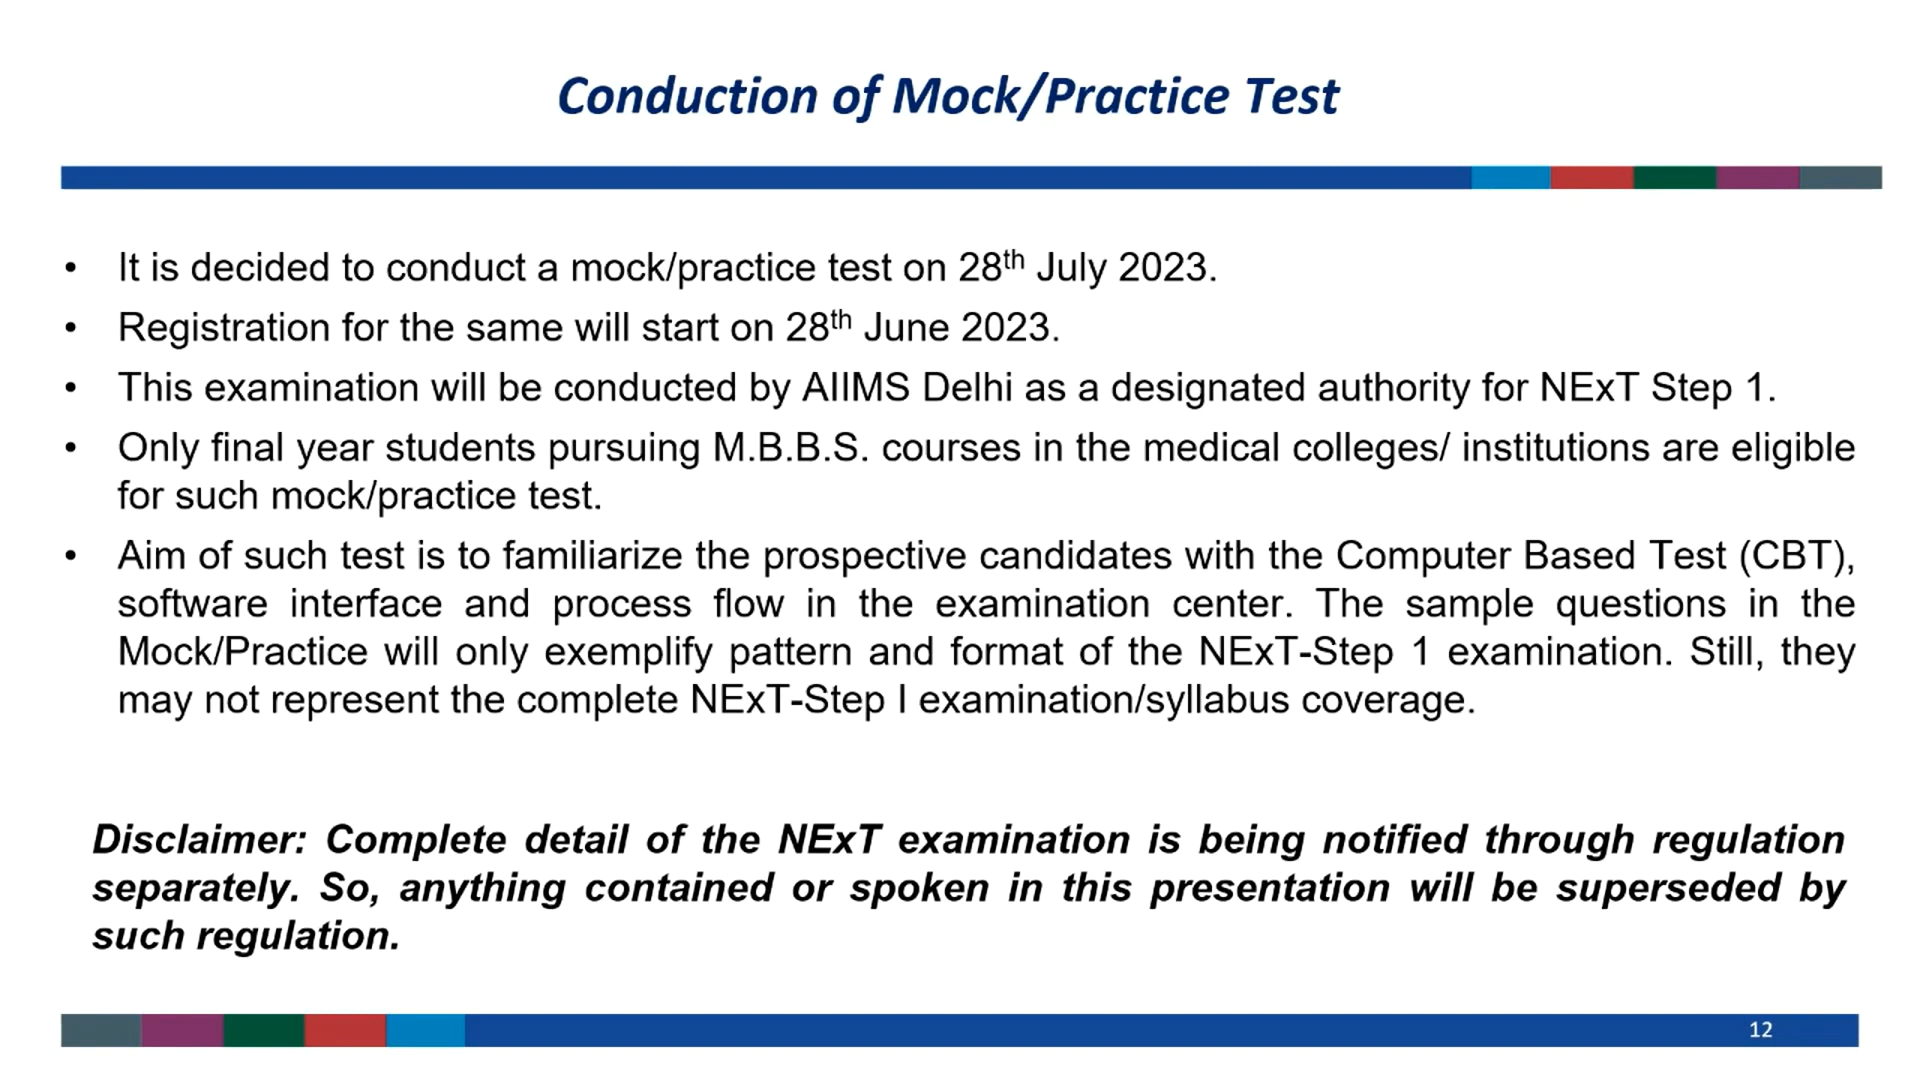 Conduction of Mock/Practice Test
• It is decided to conduct a mock/practice test on 28th July 2023.
• Registration for the same will start on 28th June 2023.
• This examination will be conducted by AIIMS Delhi as a designated authority for NExT Step 1.
• Only final year students pursuing M.B.B.S. courses in the medical colleges/ institutions are eligible
for such mock/practice test.
• Aim of such test is to familiarize the prospective candidates with the Computer Based Test (CBT),
software interface and process flow in the examination center. The sample questions in the
Mock/Practice will only exemplify pattern and format of the NExT-Step 1 examination. Still, they
may not represent the complete NExT-Step I examination/syllabus coverage.
Disclaimer: Complete detail of the NExT examination is being notified through regulation
separately. So, anything contained or spoken in this presentation will be superseded by
such regulation.
12